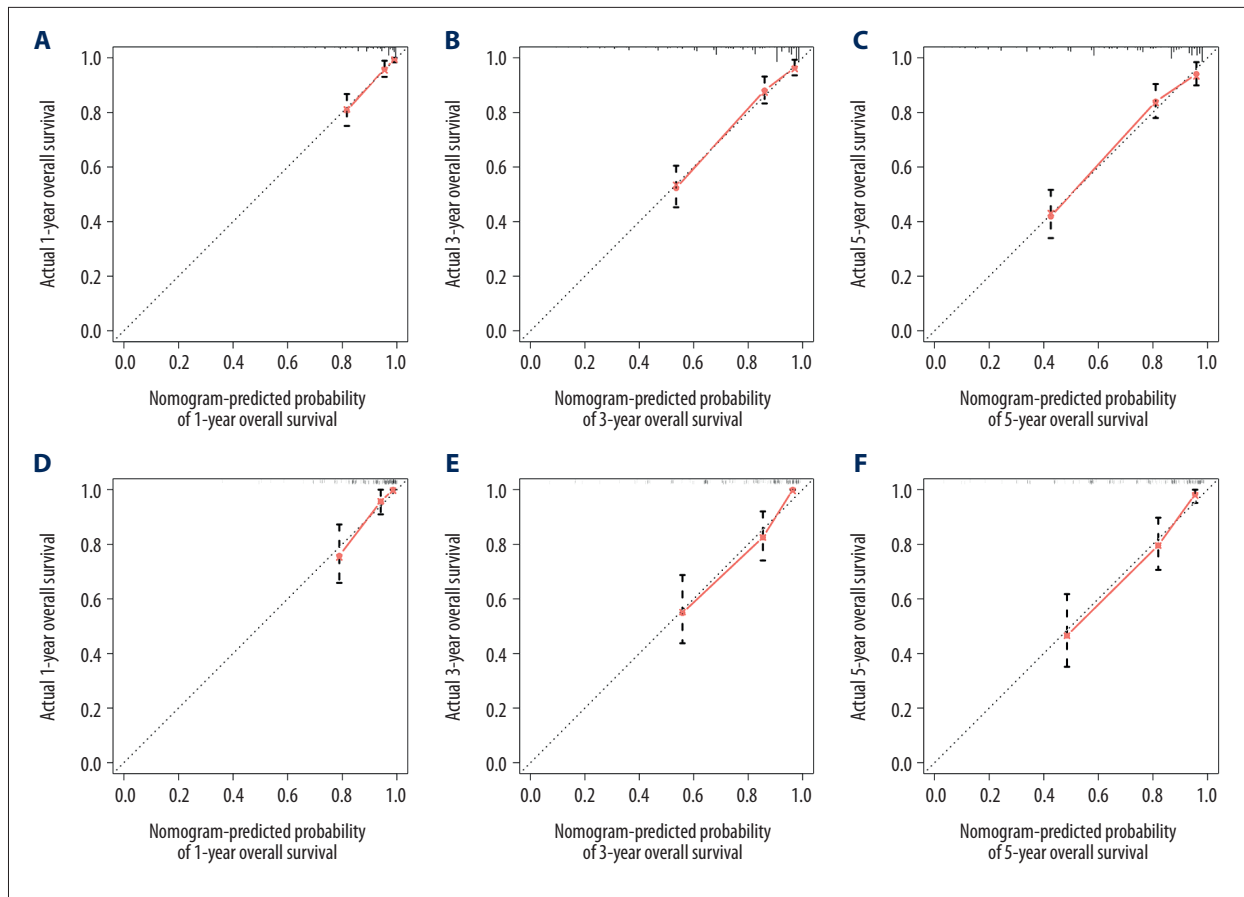 A
B
C
Actual 1-year overall survival
1.0
0.8
0.6
0.4
0.2
0.0
0.0 0.2 0.4 0.6 0.8 1.0
Nomogram-predicted probability
of 1-year overall survival
Actual 3-year overall survival
1.0
0.8
0.6
0.4
0.2
0.0
0.0 0.2 0.4 0.6 0.8 1.0
Nomogram-predicted probability
of 3-year overall survival
Actual 5-year overall survival
1.0
0.8
0.6
0.4
0.2
0.0
0.0 0.2 0.4 0.6 0.8 1.0
Nomogram-predicted probability
of 5-year overall survival
D
E
F
Actual 1-year overall survival
1.0
0.8
0.6
0.4
0.2
0.0
0.0 0.2 0.4 0.6 0.8 1.0
Nomogram-predicted probability
of 1-year overall survival
Actual 3-year overall survival
1.0
0.8
0.6
0.4
0.2
0.0
0.0 0.2 0.4 0.6 0.8 1.0
Nomogram-predicted probability
of 3-year overall survival
Actual 5-year overall survival
1.0
0.8
0.6
0.4
0.2
0.0
0.0 0.2 0.4 0.6 0.8 1.0
Nomogram-predicted probability
of 5-year overall survival